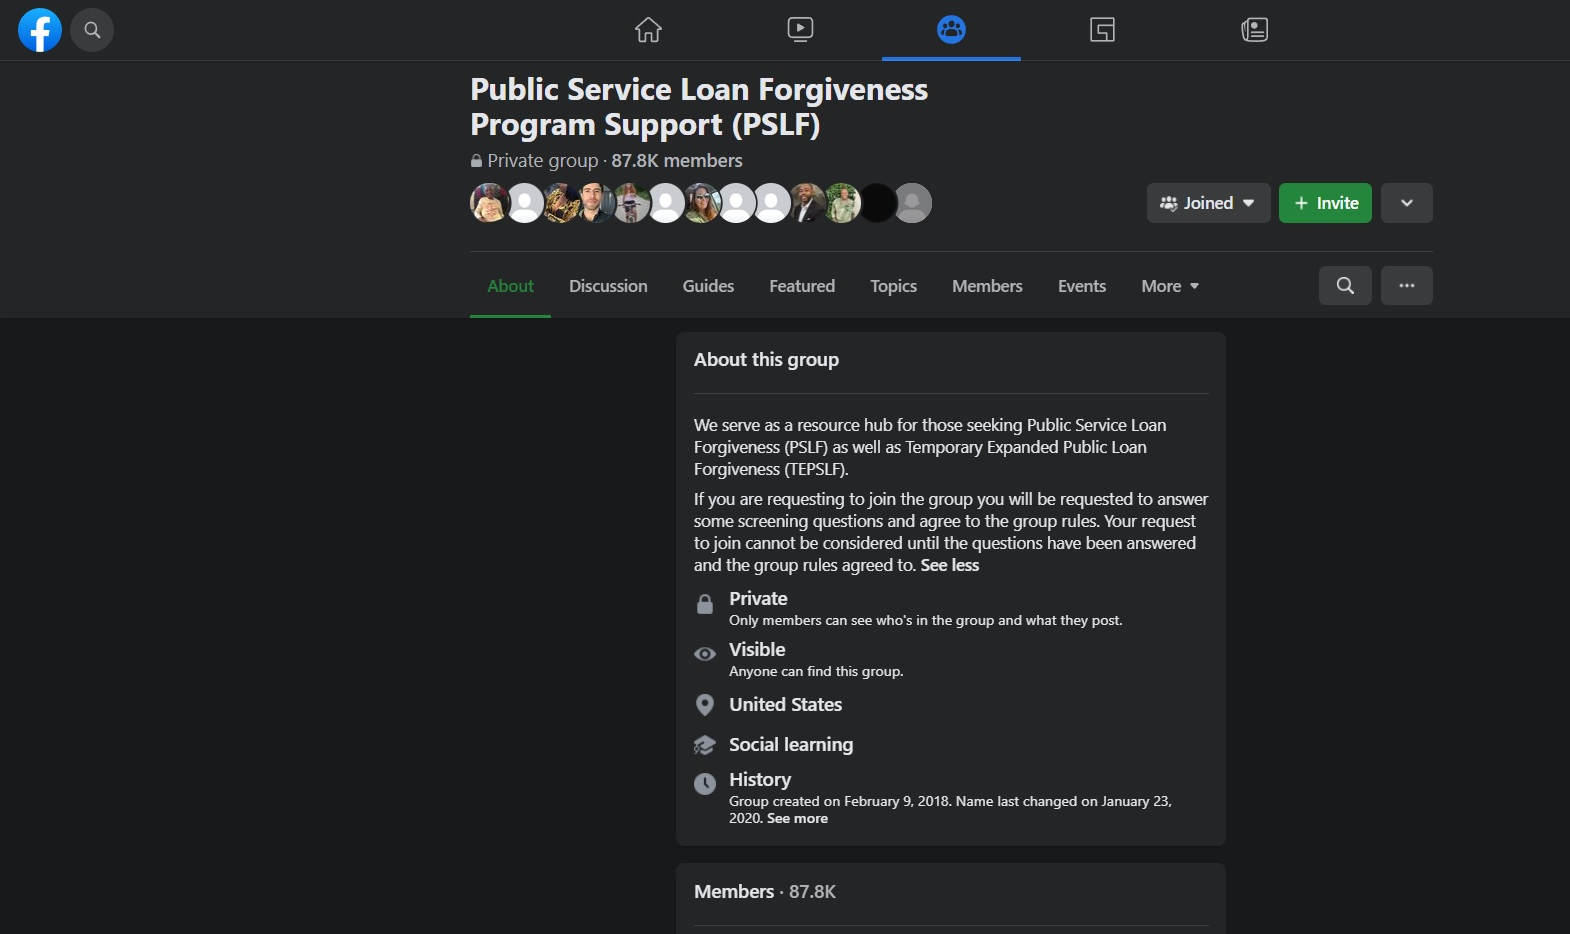 Public Service Loan Forgiveness
Program Support (PSLF)
Private group · 87.8K members
Joined
+ Invite
About
Discussion
Guides
Featured
Topics
Members
Events
More
About this group
We serve as a resource hub for those seeking Public Service Loan
Forgiveness (PSLF) as well as Temporary Expanded Public Loan
Forgiveness (TEPSLF).
If you are requesting to join the group you will be requested to answer
some screening questions and agree to the group rules. Your request
to join cannot be considered until the questions have been answered
and the group rules agreed to. See less
Private
Only members can see who's in the group and what they post.
Visible
Anyone can find this group.
United States
Social learning
History
Group created on February 9, 2018. Name last changed on January 23,
2020. See more
Members · 87.8K